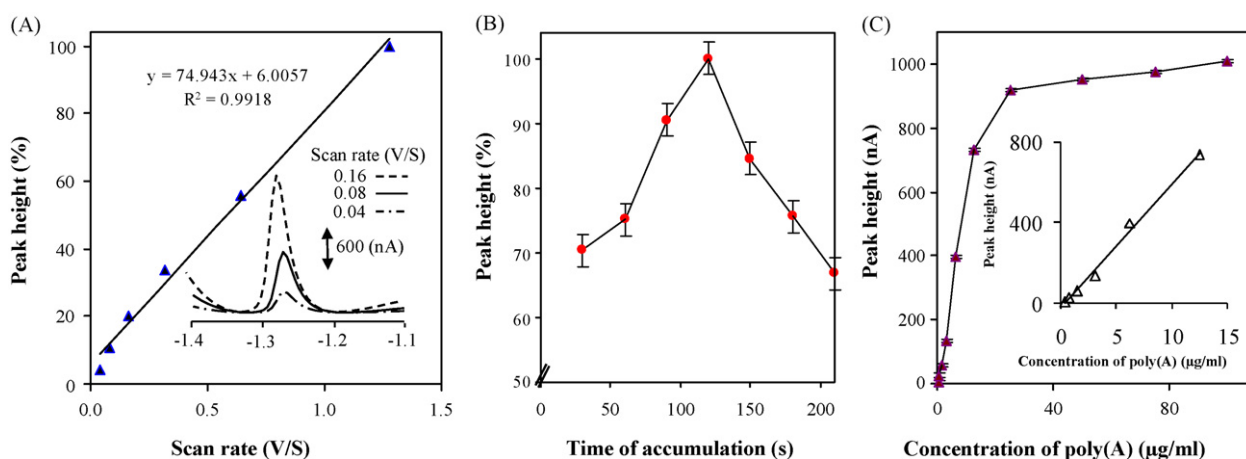 (A)
Peak height (%)
100
80
60
40
20
0
y = 74.943x + 6.0057
R² = 0.9918
Scan rate (V/S)
0.16
0.08
0.04
600 (nA)
-1.4 -1.3 -1.2 -1.1
0.0 0.5 1.0 1.5
Scan rate (V/S)
(B)
Peak height (%)
100
90
80
70
60
50
0 50 100 150 200
Time of accumulation (s)
(C)
Peak height (nA)
1000
800
600
400
200
0
Peak height (nA)
800
400
0
0 5 10 15
Concentration of poly(A) (µg/ml)
0 40 80
Concentration of poly(A) (µg/ml)